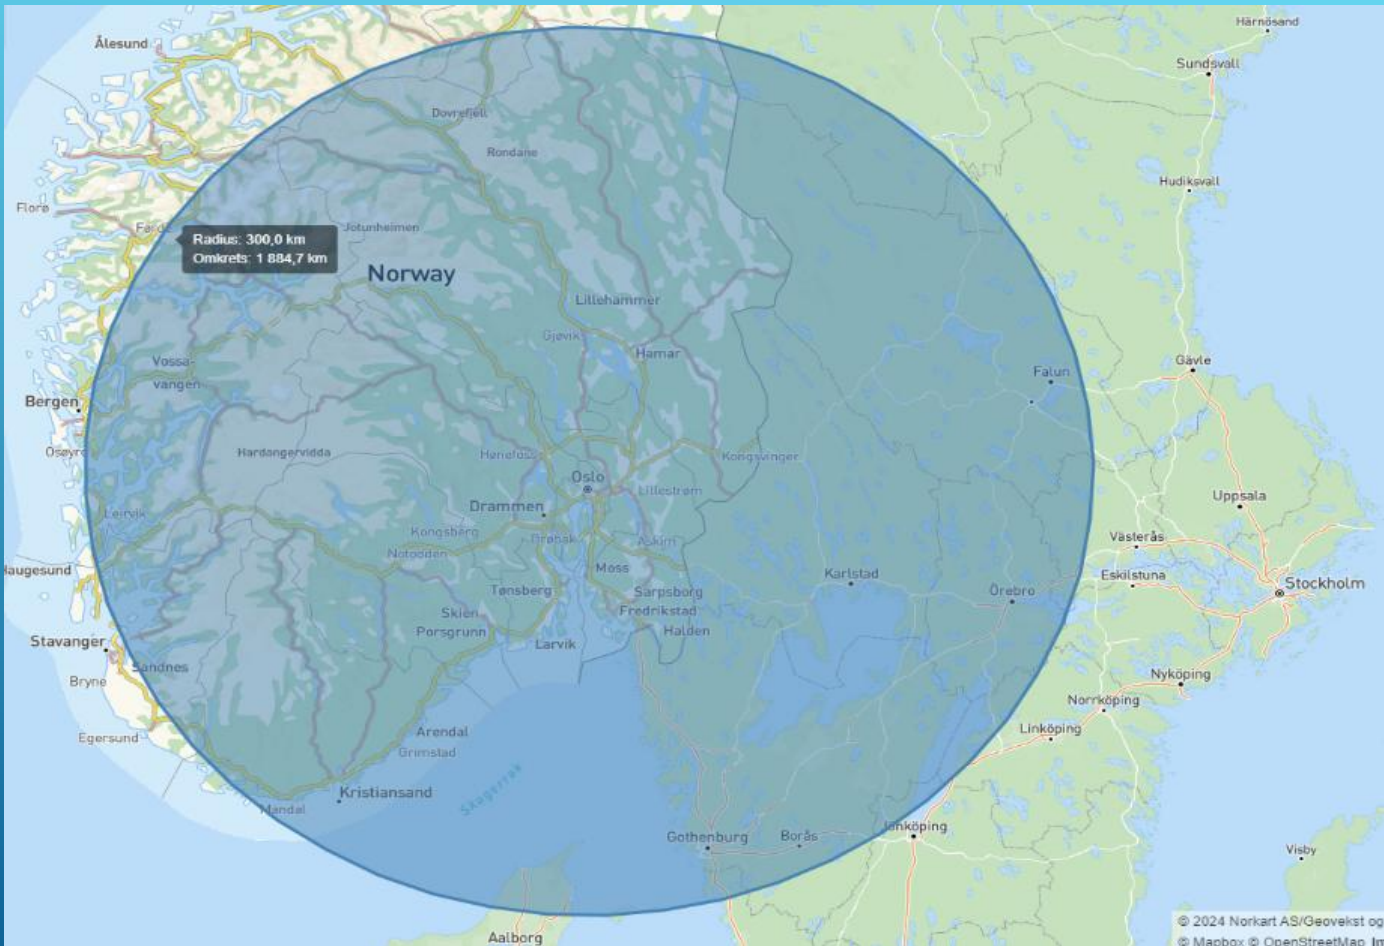 Härnösand
Ålesund
Sundsvall
Dovrefjell
Rondane
Hudiksvall
Florø
Førde
Jotunheimen
Radius: 300,0 km
Omkrets: 1 884,7 km
Norway
Lillehammer
Gjøvik
Hamar
Gävle
Vossa-
vangen
Falun
Bergen
Osøyro
Hardangervidda
Hønefoss
Kongsvinger
Oslo
Lillestrøm
Uppsala
Drammen
Leirvik
Kongsberg
Drøbak
Askim
Västerås
Notodden
Haugesund
Moss
Karlstad
Eskilstuna
Stockholm
Tønsberg
Sarpsborg
Örebro
Skien
Fredrikstad
Porsgrunn
Halden
Stavanger
Larvik
Sandnes
Nyköping
Bryne
Norrköping
Arendal
Linköping
Egersund
Grimstad
Skagerrak
Kristiansand
Mandal
Gothenburg
Borås
Jönköping
Visby
© 2024 Norkart AS/Geovekst og
Aalborg
© Mapbox © OpenStreetMap Im